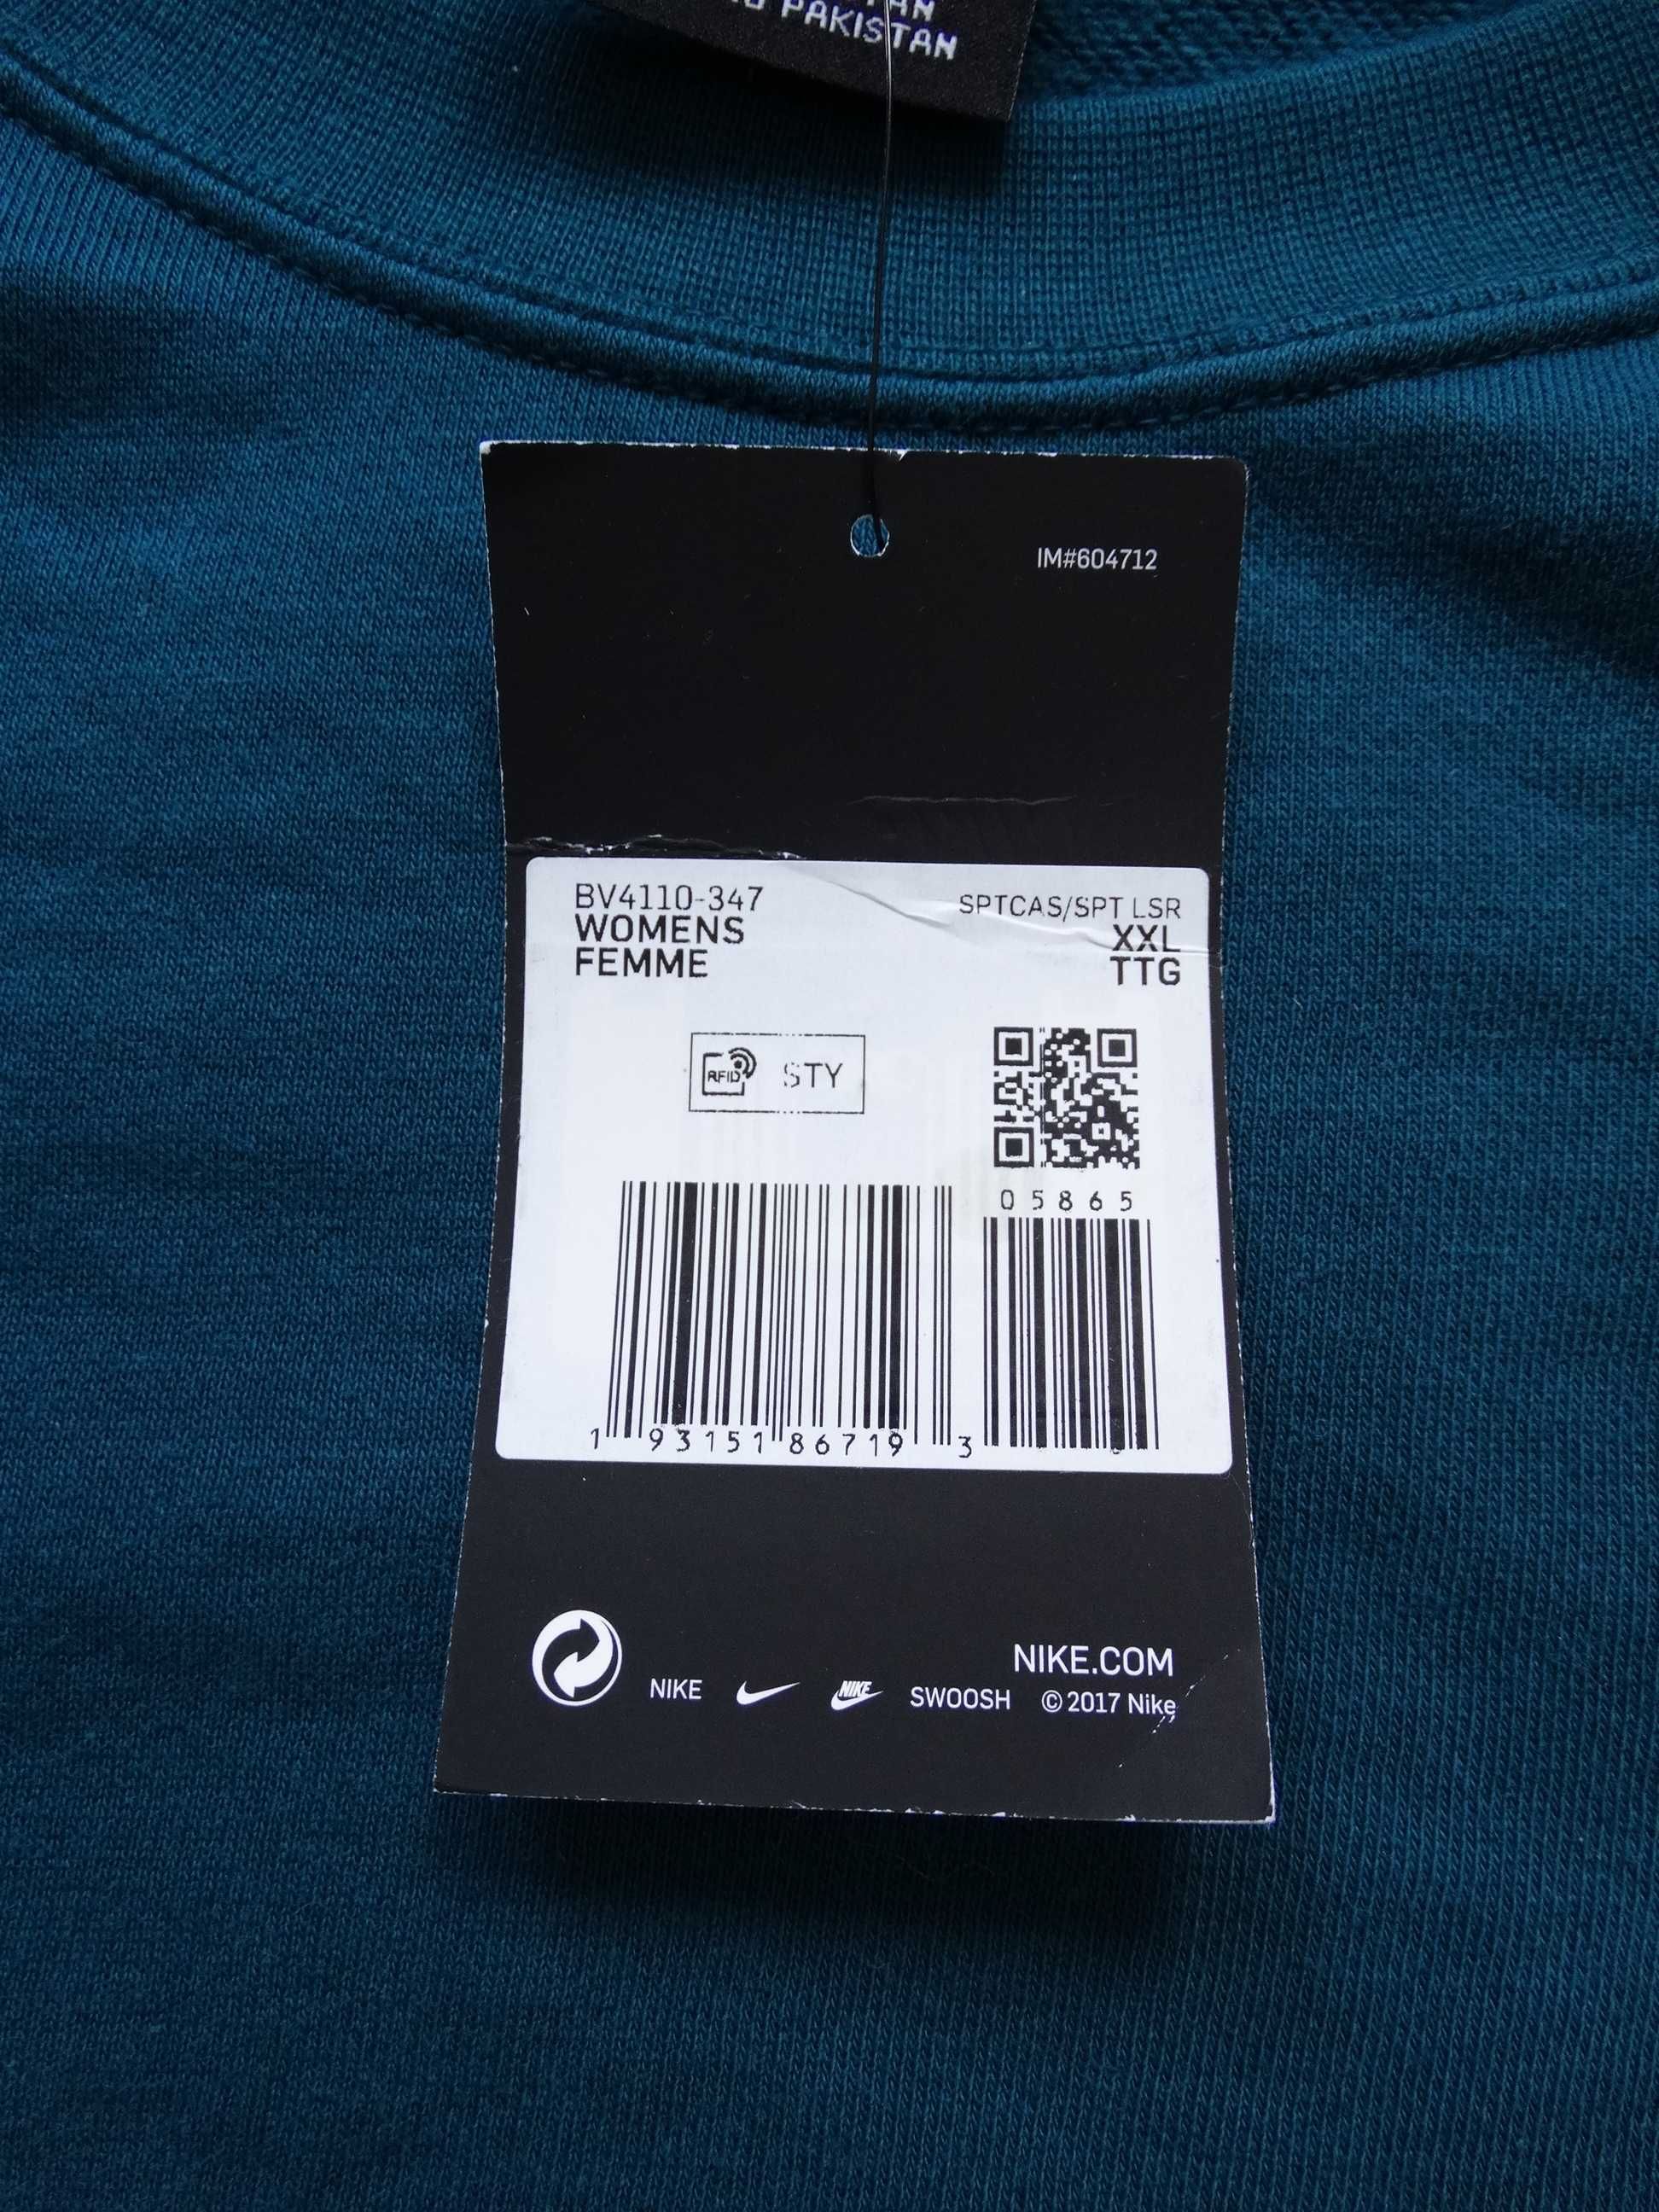 PAKISTAN
IM#604712
BV4110-347
SPTCAS/SPT LSR
WOMENS
XXL
FEMME
TTG
RFID
STY
05865
1 93151 86719 3
NIKE.COM
NIKE NIKE SWOOSH © 2017 Nike